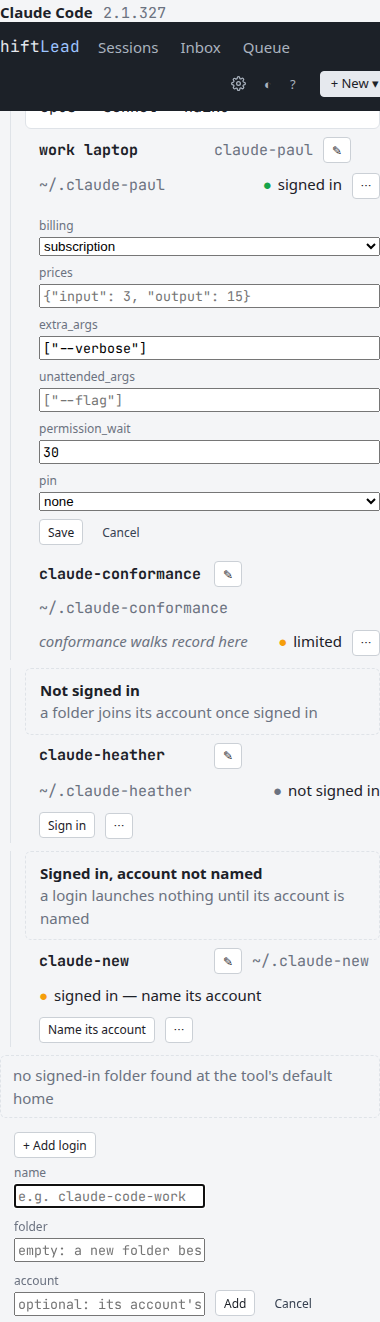 Claude Code 2.1.327
hiftLead Sessions Inbox Queue
? + New ▾
work laptop claude-paul ✎
~/.claude-paul ● signed in ...
billing
subscription
prices
{"input": 3, "output": 15}
extra_args
["--verbose"]
unattended_args
["--flag"]
permission_wait
30
pin
none
Save Cancel
claude-conformance ✎
~/.claude-conformance
conformance walks record here ● limited ...
Not signed in
a folder joins its account once signed in
claude-heather ✎
~/.claude-heather ● not signed in
Sign in ...
Signed in, account not named
a login launches nothing until its account is
named
claude-new ✎ ~/.claude-new
● signed in — name its account
Name its account ...
no signed-in folder found at the tool's default
home
+ Add login
name
e.g. claude-code-work
folder
empty: a new folder bes
account
optional: its account's Add Cancel